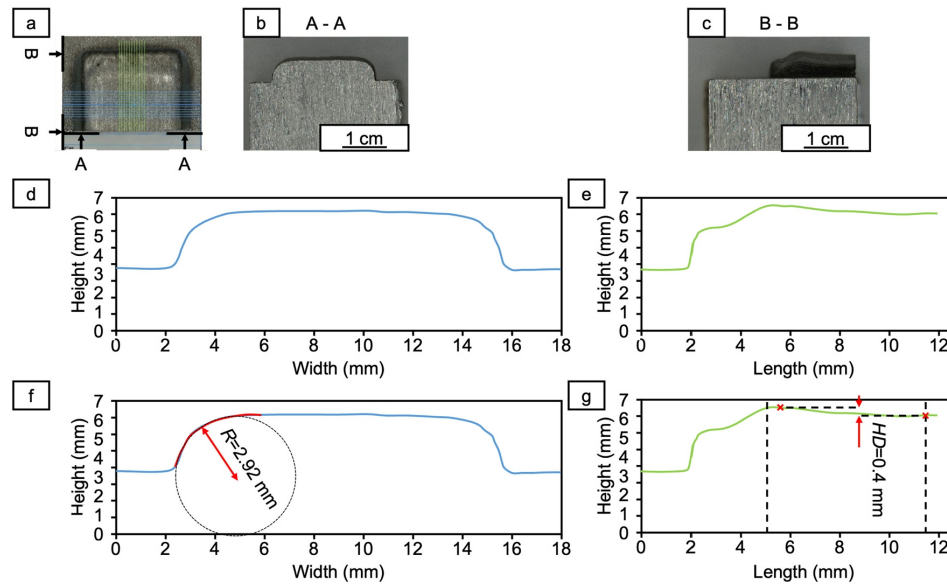 a
b
A - A
c
B - B
B
B
A
A
1 cm
1 cm
d
Height (mm)
7
6
5
4
3
2
1
0
0 2 4 6 8 10 12 14 16 18
Width (mm)
e
Height (mm)
7
6
5
4
3
2
1
0
0 2 4 6 8 10 12
Length (mm)
f
Height (mm)
7
6
5
4
3
2
1
0
R=2.92 mm
0 2 4 6 8 10 12 14 16 18
Width (mm)
g
Height (mm)
7
6
5
4
3
2
1
0
HD=0.4 mm
0 2 4 6 8 10 12
Length (mm)